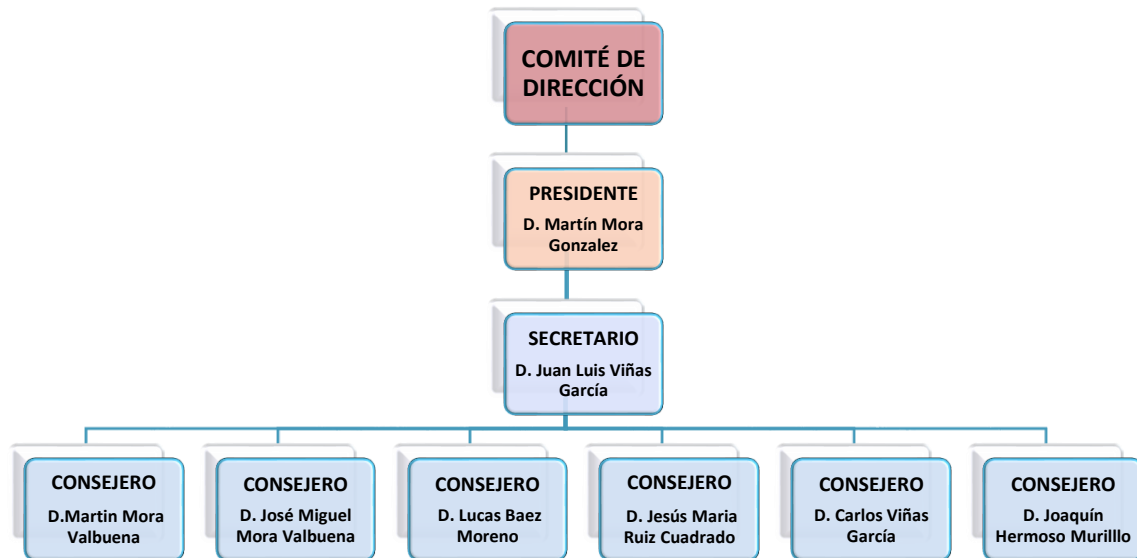 COMITÉ DE
DIRECCIÓN
PRESIDENTE
D. Martín Mora
Gonzalez
SECRETARIO
D. Juan Luis Viñas
García
CONSEJERO
D.Martin Mora
Valbuena
CONSEJERO
D. José Miguel
Mora Valbuena
CONSEJERO
D. Lucas Baez
Moreno
CONSEJERO
D. Jesús Maria
Ruiz Cuadrado
CONSEJERO
D. Carlos Viñas
García
CONSEJERO
D. Joaquín
Hermoso Murilllo